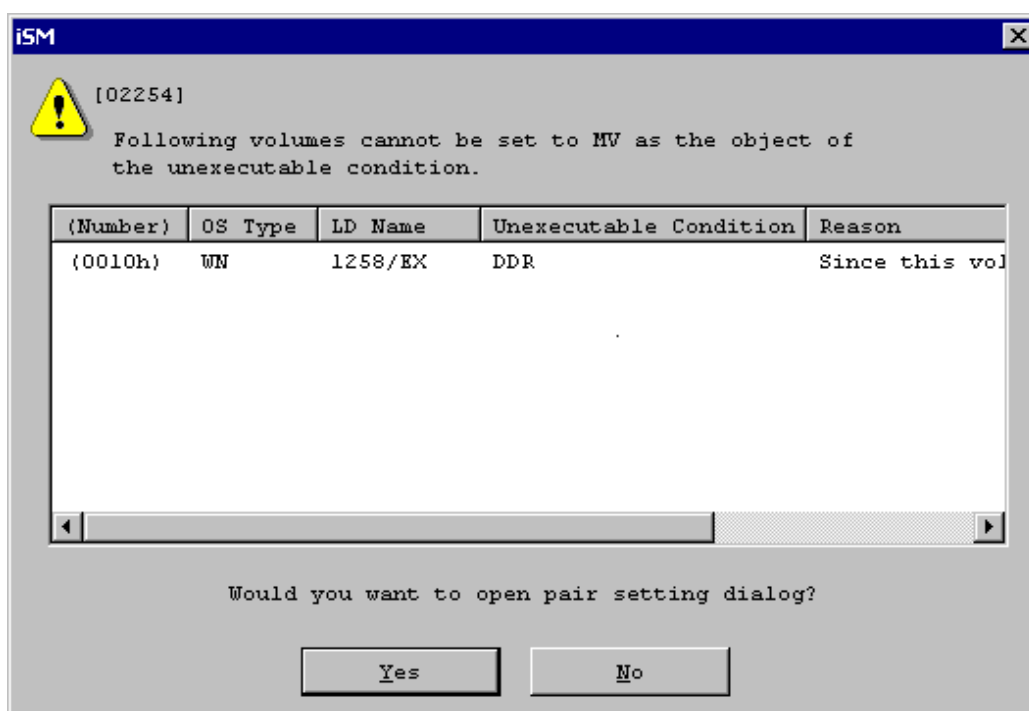 iSM
[02254]
Following volumes cannot be set to MV as the object of
the unexecutable condition.
(Number) OS Type LD Name Unexecutable Condition Reason
(0010h) WN 1258/EX DDR Since this vol
Would you want to open pair setting dialog?
Yes No